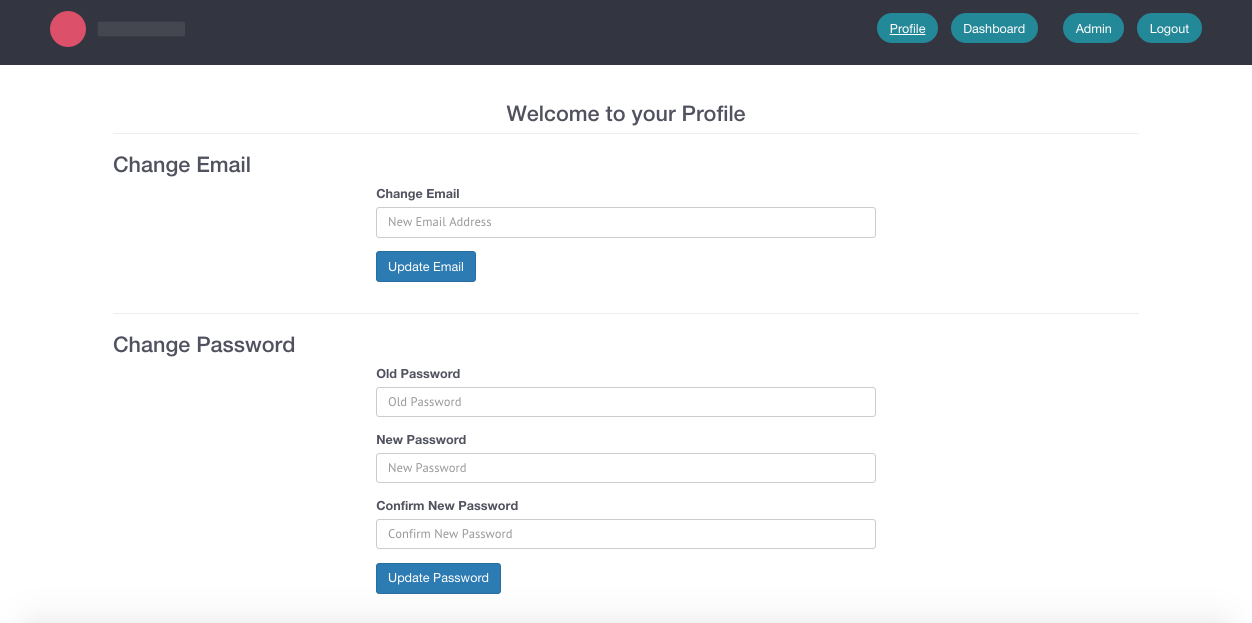 Profile
Dashboard
Admin
Logout
Welcome to your Profile
Change Email
Change Email
New Email Address
Update Email
Change Password
Old Password
Old Password
New Password
New Password
Confirm New Password
Confirm New Password
Update Password